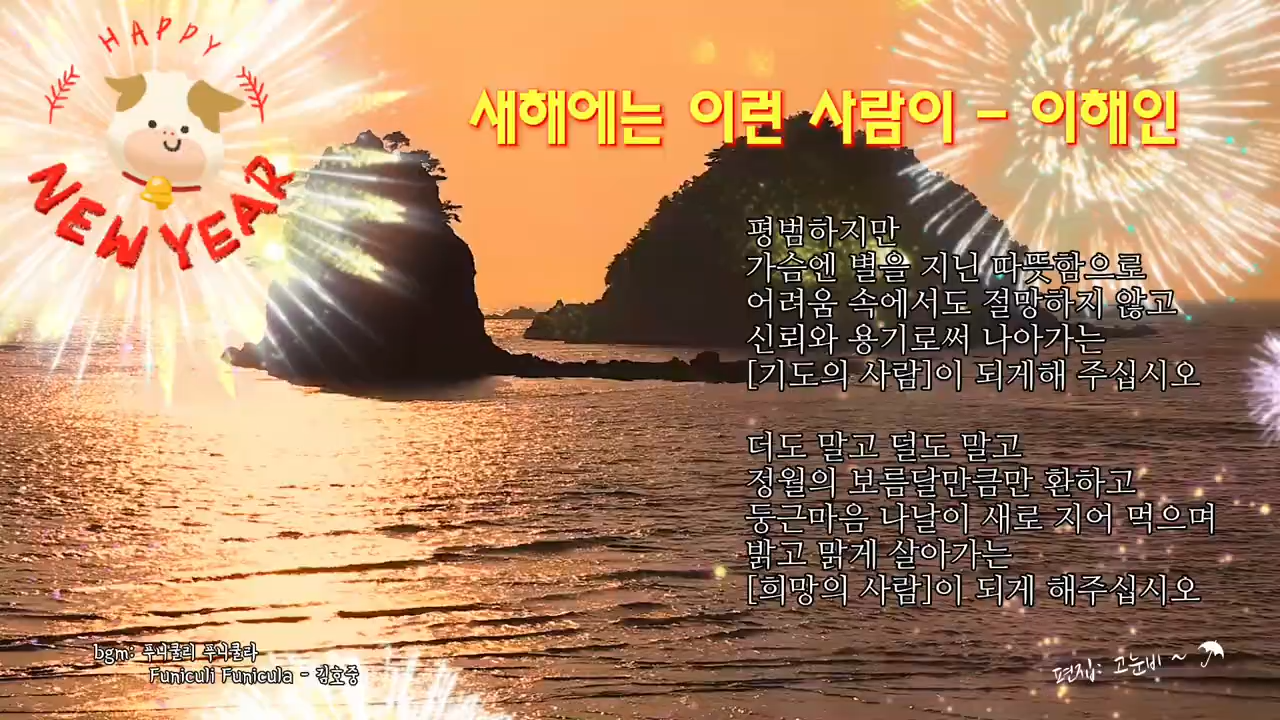 HAPPY
NEW YEAR
새해에는 이런 사람이 - 이해인
평범하지만
가슴엔 별을 지닌 따뜻함으로
어려움 속에서도 절망하지 않고
신뢰와 용기로써 나아가는
[기도의 사람]이 되게해 주십시오
더도 말고 덜도 말고
정월의 보름달만큼만 환하고
둥근마음 나날이 새로 지어 먹으며
밝고 맑게 살아가는
[희망의 사람]이 되게 해주십시오
bgm: 푸니쿨리 푸니쿨라
Funiculi Funicula - 김호중
편집: 고눈비 ~